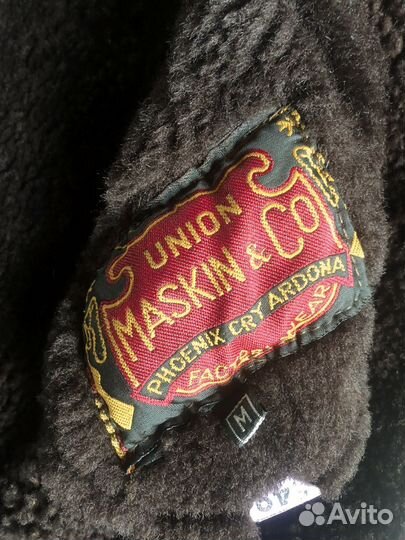 UNION
MASKIN & CO
PHOENIX CRY ARDONA
M
Avito